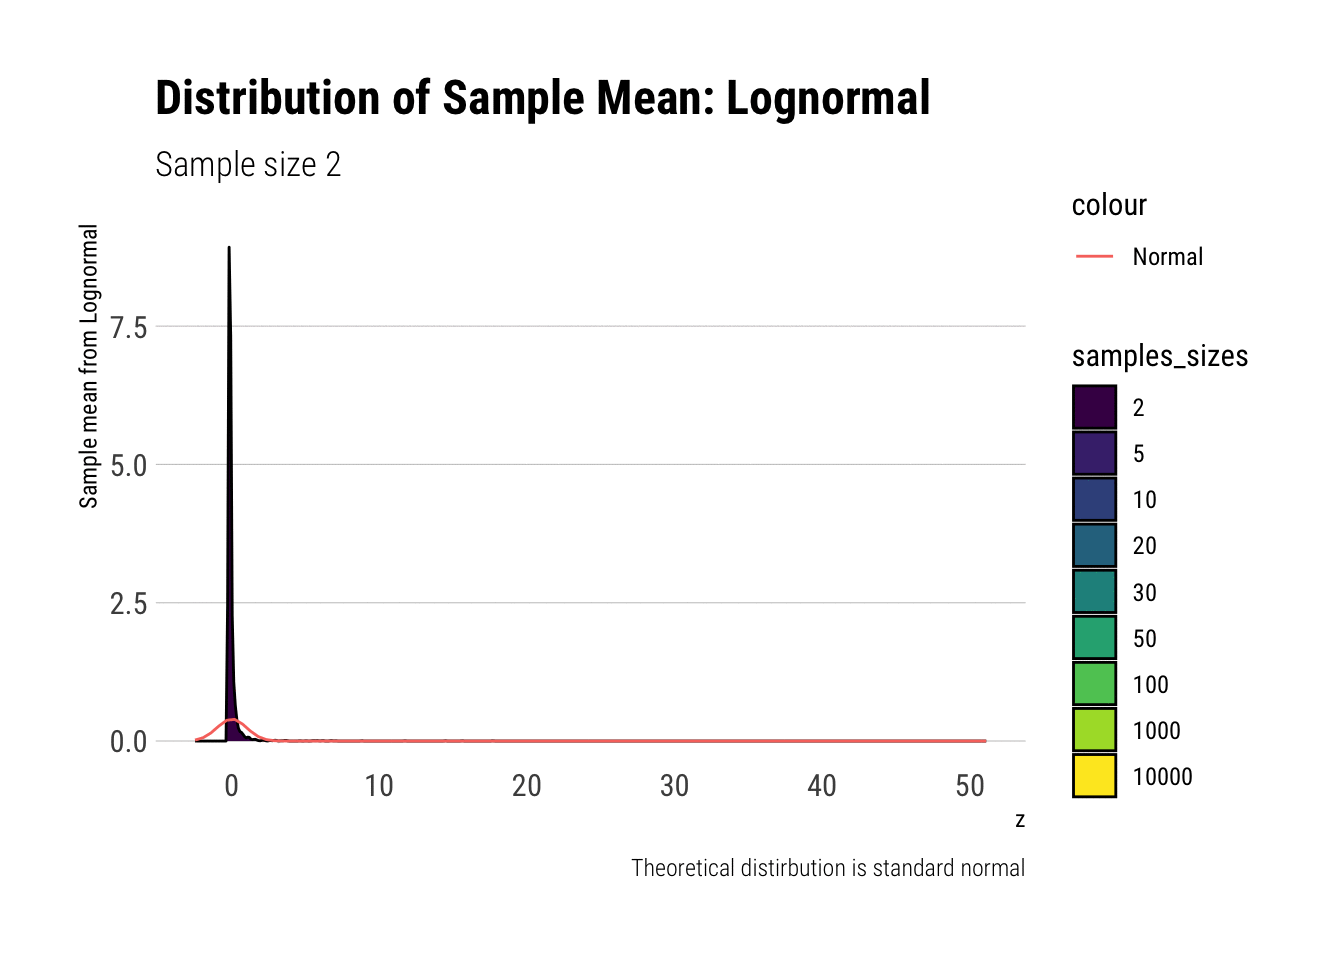 Distribution of Sample Mean: Lognormal
Sample size 2
Sample mean from Lognormal
7.5
5.0
2.5
0.0
0 10 20 30 40 50
z
Theoretical distirbution is standard normal
colour
Normal
samples_sizes
2
5
10
20
30
50
100
1000
10000